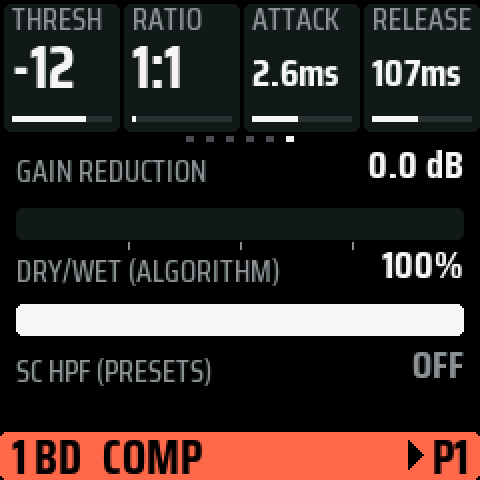 THRESH RATIO ATTACK RELEASE
-12 1:1 2.6ms 107ms
GAIN REDUCTION 0.0 dB
DRY/WET (ALGORITHM) 100%
SC HPF (PRESETS) OFF
1 BD COMP P1